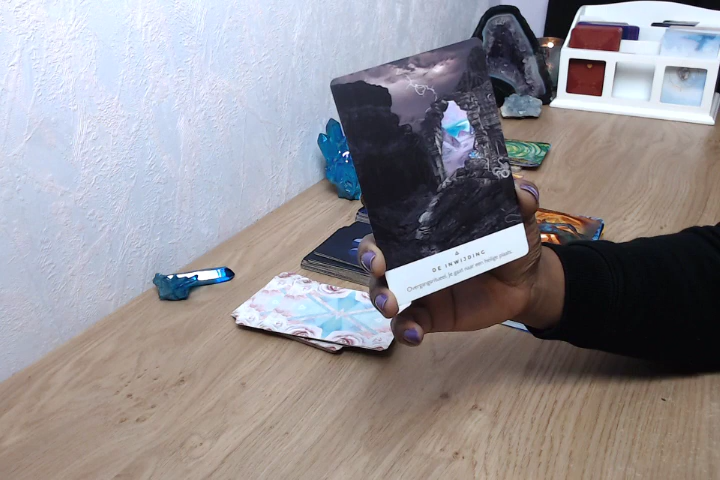 DE INWIJDING
Overgangsritueel. Je gaat naar een heilige plaats.